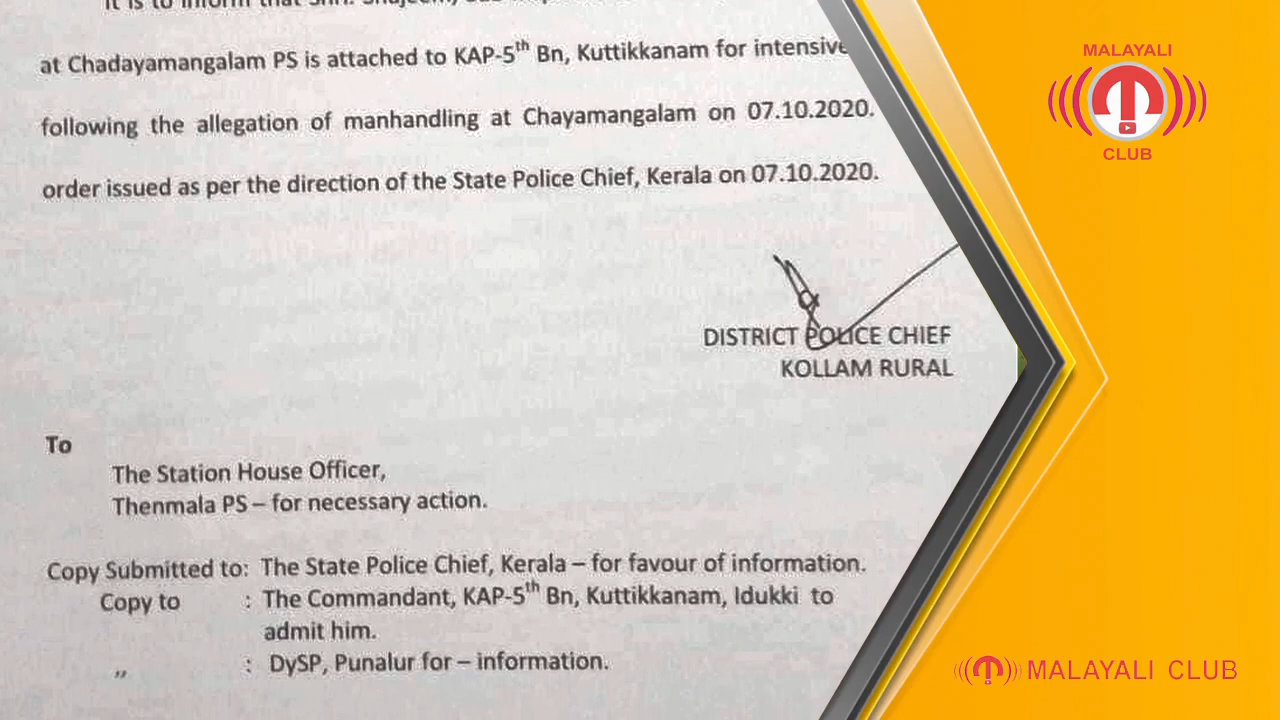 at Chadayamangalam PS is attached to KAP-5th Bn, Kuttikkanam for intensive
following the allegation of manhandling at Chayamangalam on 07.10.2020.
order issued as per the direction of the State Police Chief, Kerala on 07.10.2020.
DISTRICT POLICE CHIEF
KOLLAM RURAL
To
The Station House Officer,
Thenmala PS – for necessary action.
Copy Submitted to: The State Police Chief, Kerala – for favour of information.
Copy to : The Commandant, KAP-5th Bn, Kuttikkanam, Idukki to
admit him.
„ : DySP, Punalur for – information.
MALAYALI
CLUB
MALAYALI CLUB